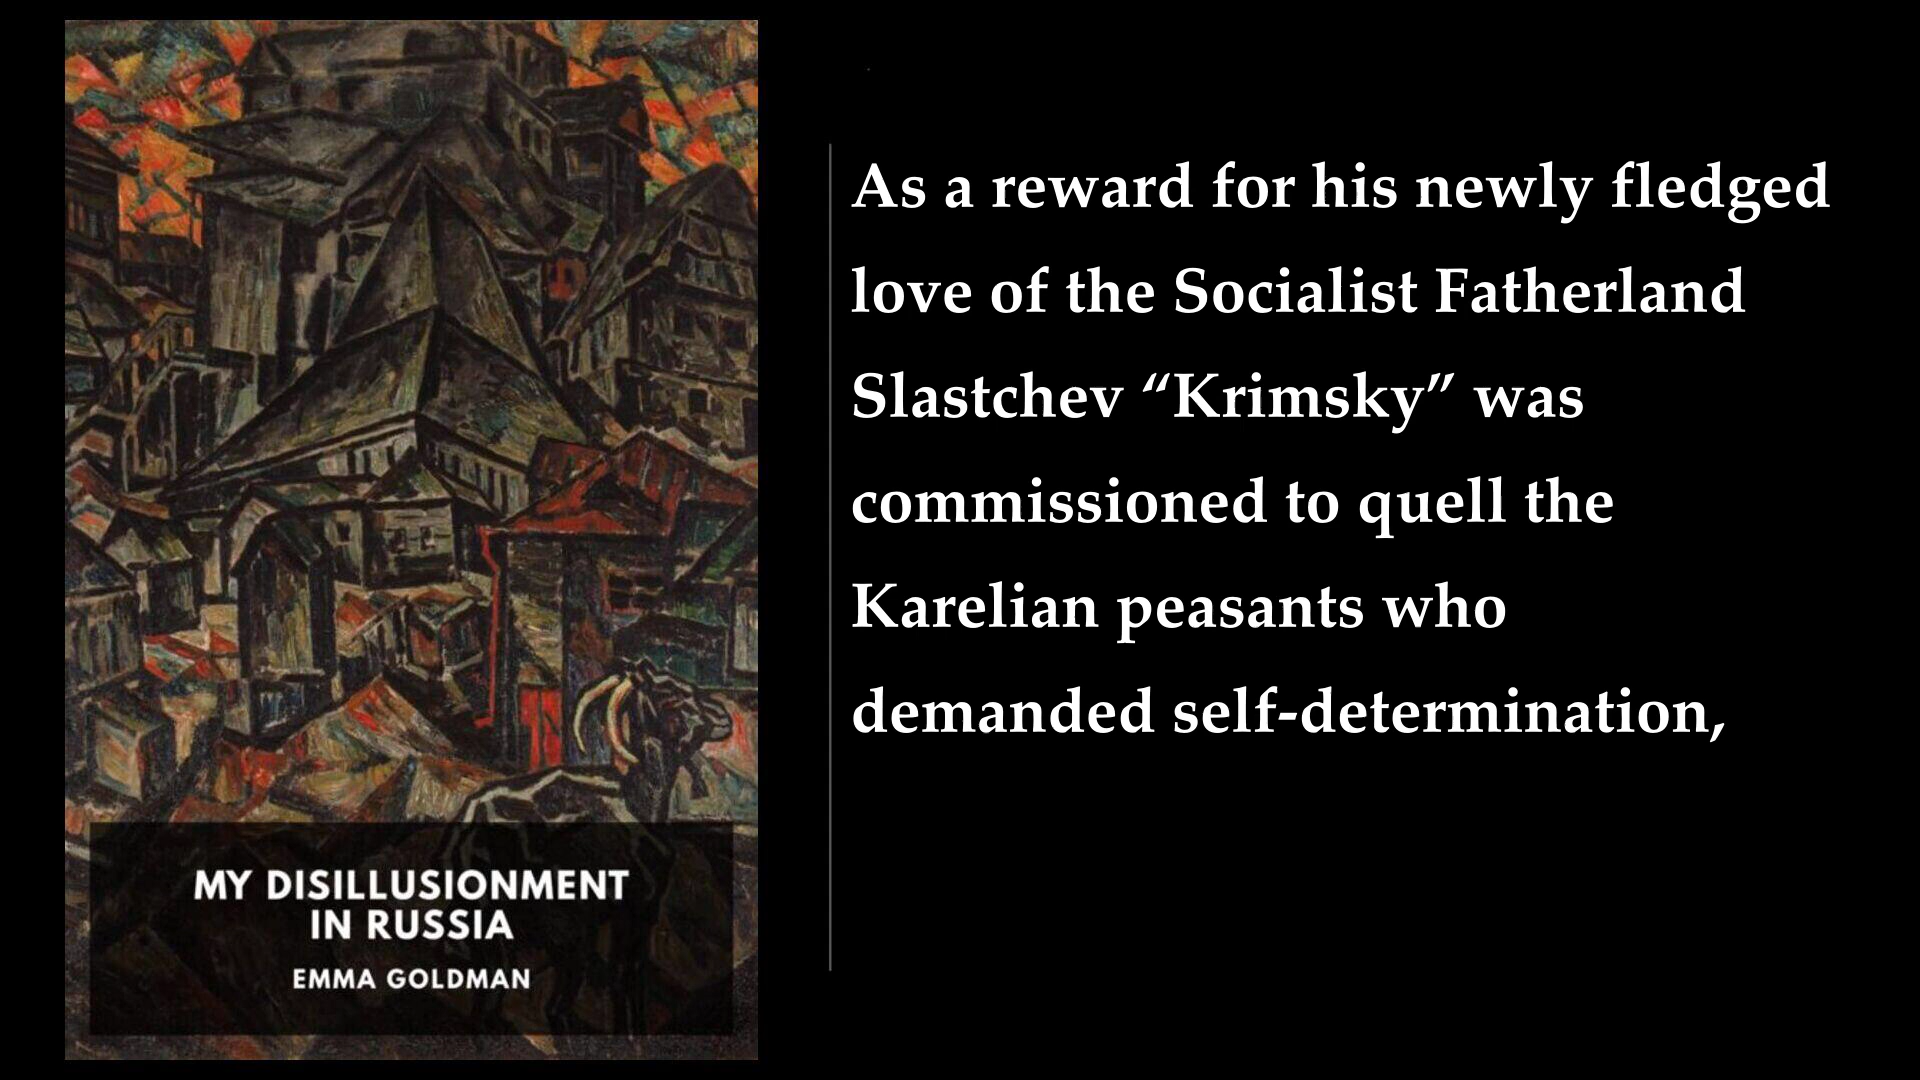 MY DISILLUSIONMENT
IN RUSSIA
EMMA GOLDMAN
As a reward for his newly fledged
love of the Socialist Fatherland
Slastchev “Krimsky” was
commissioned to quell the
Karelian peasants who
demanded self-determination,